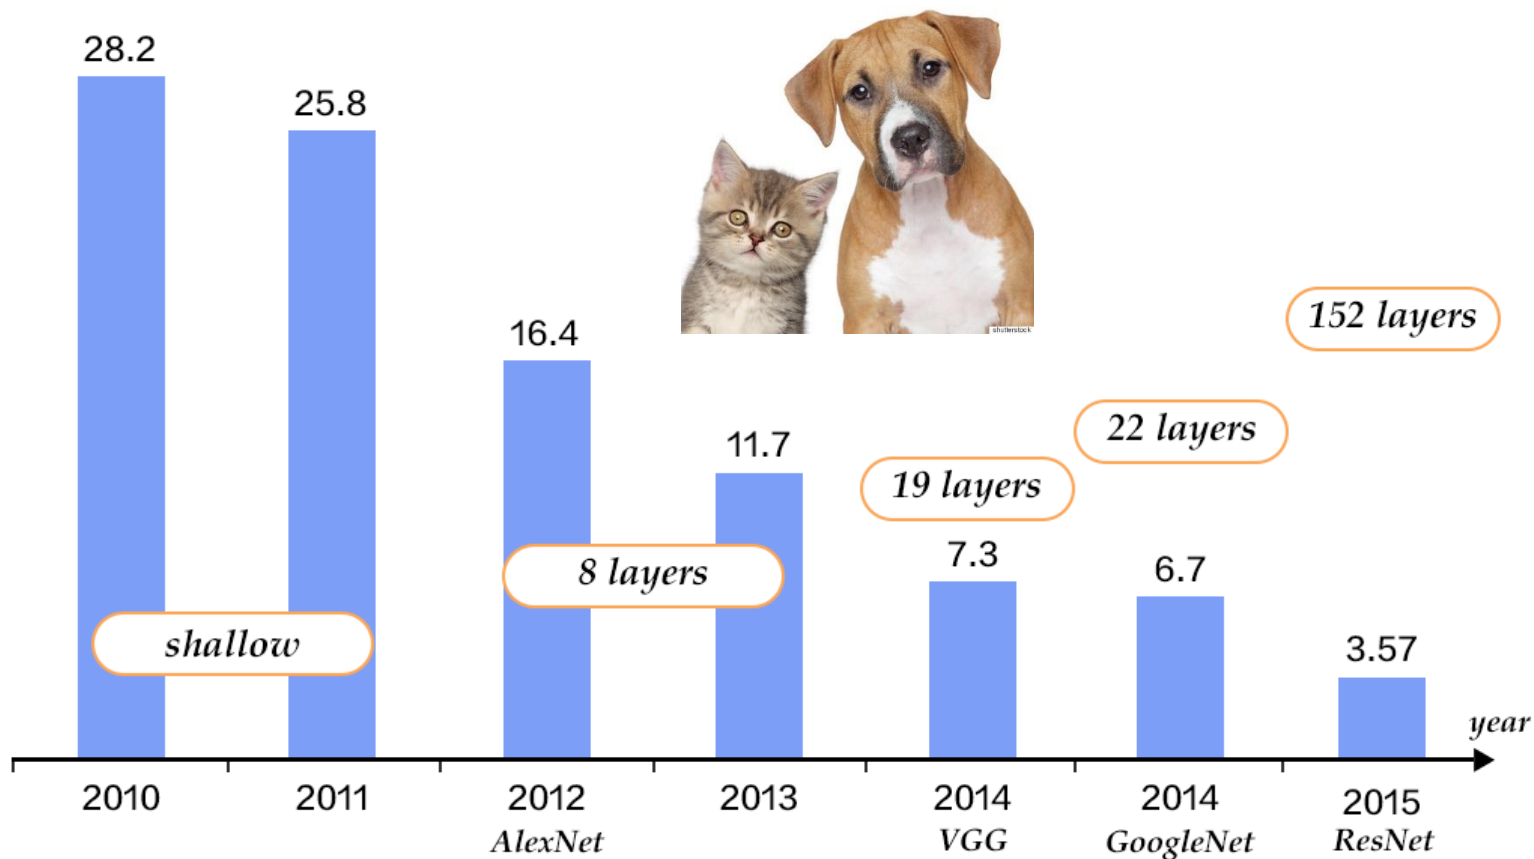 28.2
25.8
16.4
11.7
7.3
6.7
3.57
152 layers
22 layers
19 layers
8 layers
shallow
shutterstock
year
2010
2011
2012
2013
2014
2014
2015
AlexNet
VGG
GoogleNet
ResNet